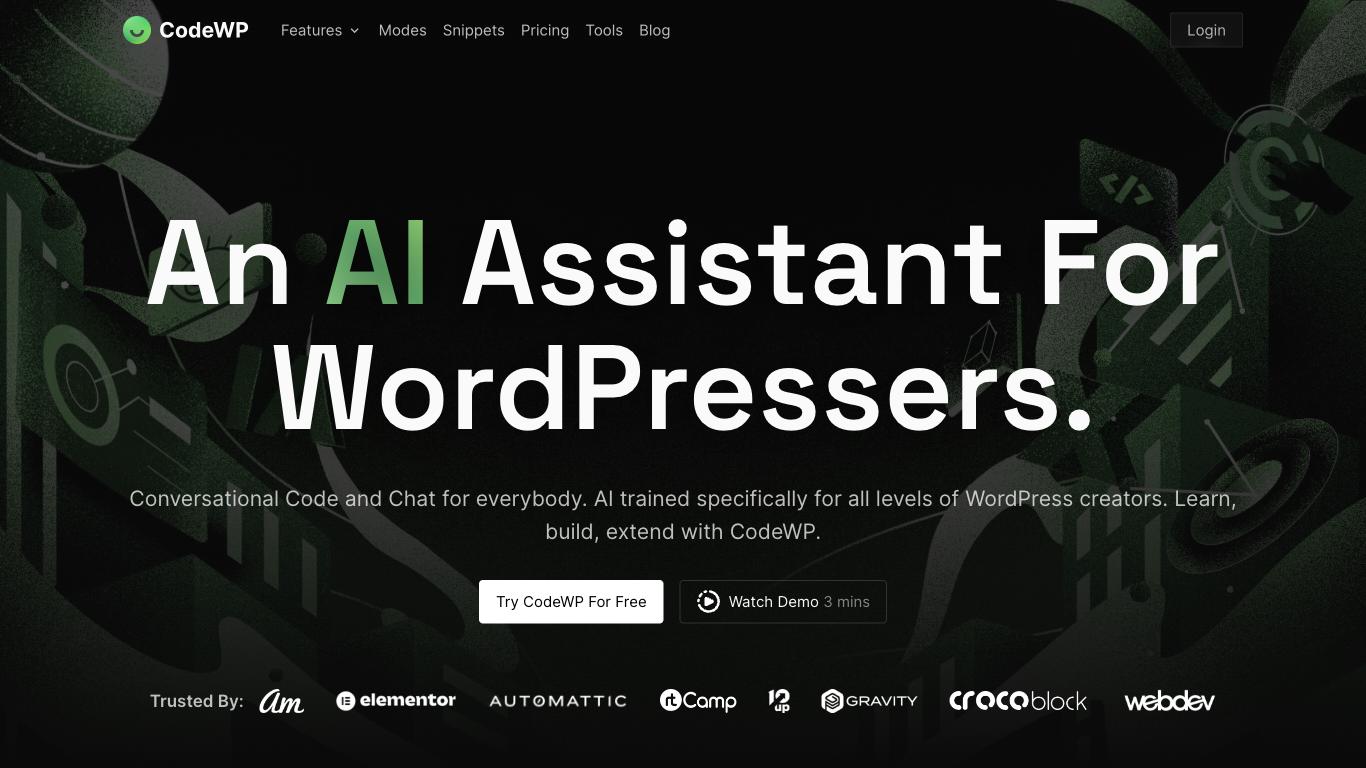 CodeWP Features Modes Snippets Pricing Tools Blog Login
</>
An AI Assistant For
WordPressers.
Conversational Code and Chat for everybody. AI trained specifically for all levels of WordPress creators. Learn,
build, extend with CodeWP.
Try CodeWP For Free Watch Demo 3 mins
Trusted By: Am elementor AUTOMATTIC rtCamp 12up GRAVITY crocoblock webdev